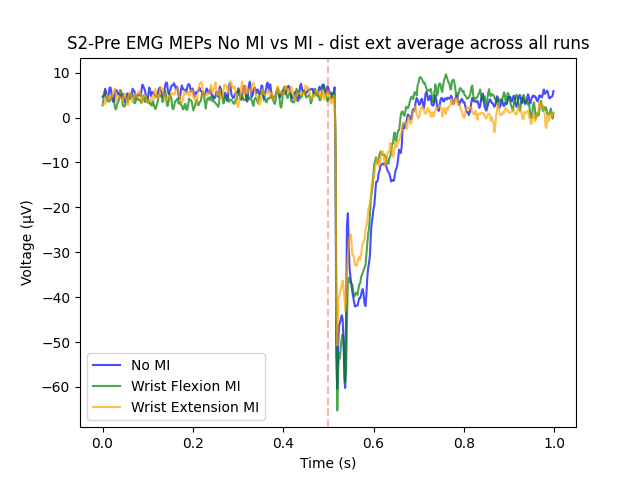 S2-Pre EMG MEPs No MI vs MI - dist ext average across all runs
10
0
−10
−20
−30
−40
−50
−60
Voltage (μV)
No MI
Wrist Flexion MI
Wrist Extension MI
0.0 0.2 0.4 0.6 0.8 1.0
Time (s)